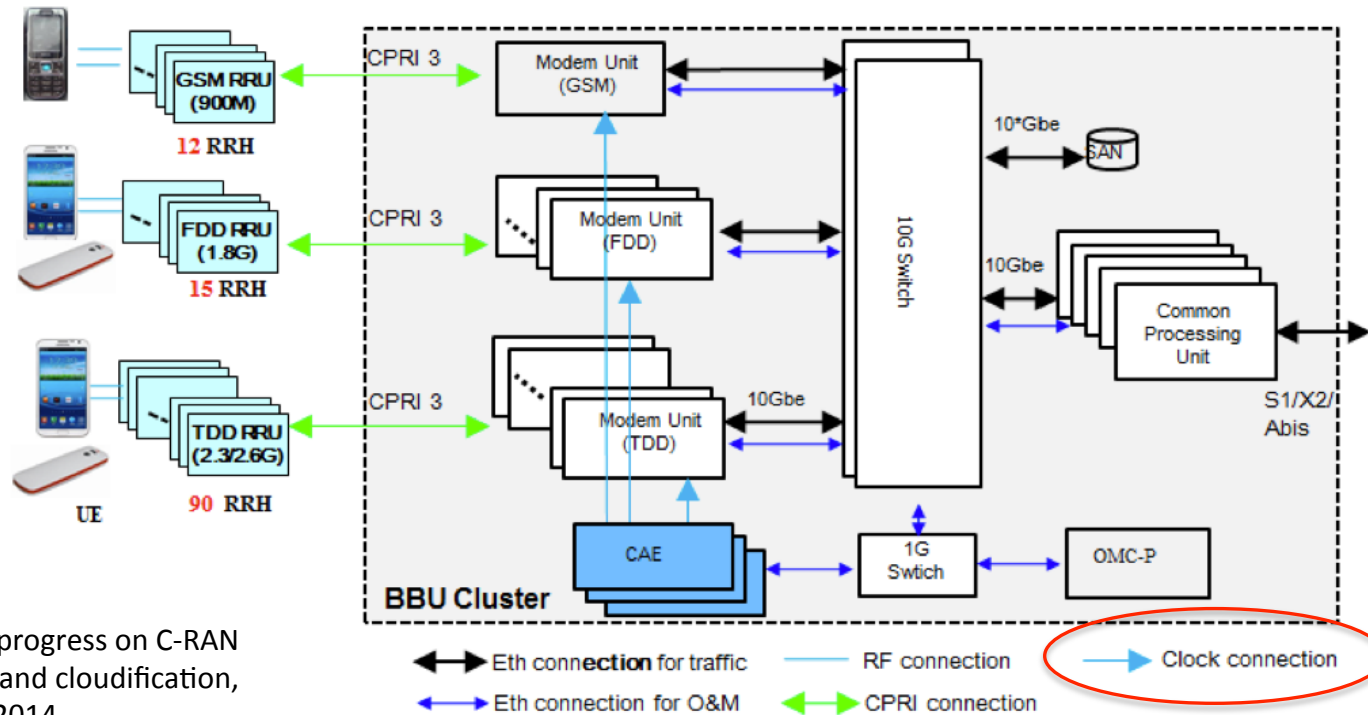 GSM RRU
(900M)
12 RRH
CPRI 3
Modem Unit
(GSM)
FDD RRU
(1.8G)
15 RRH
CPRI 3
Modem Unit
(FDD)
TDD RRU
(2.3/2.6G)
90 RRH
UE
CPRI 3
Modem Unit
(TDD)
10Gbe
10G Switch
10*Gbe
SAN
10Gbe
Common
Processing
Unit
S1/X2/
Abis
CAE
1G
Swtich
OMC-P
BBU Cluster
progress on C-RAN
and cloudification,
2014
Eth connection for traffic
RF connection
Clock connection
Eth connection for O&M
CPRI connection